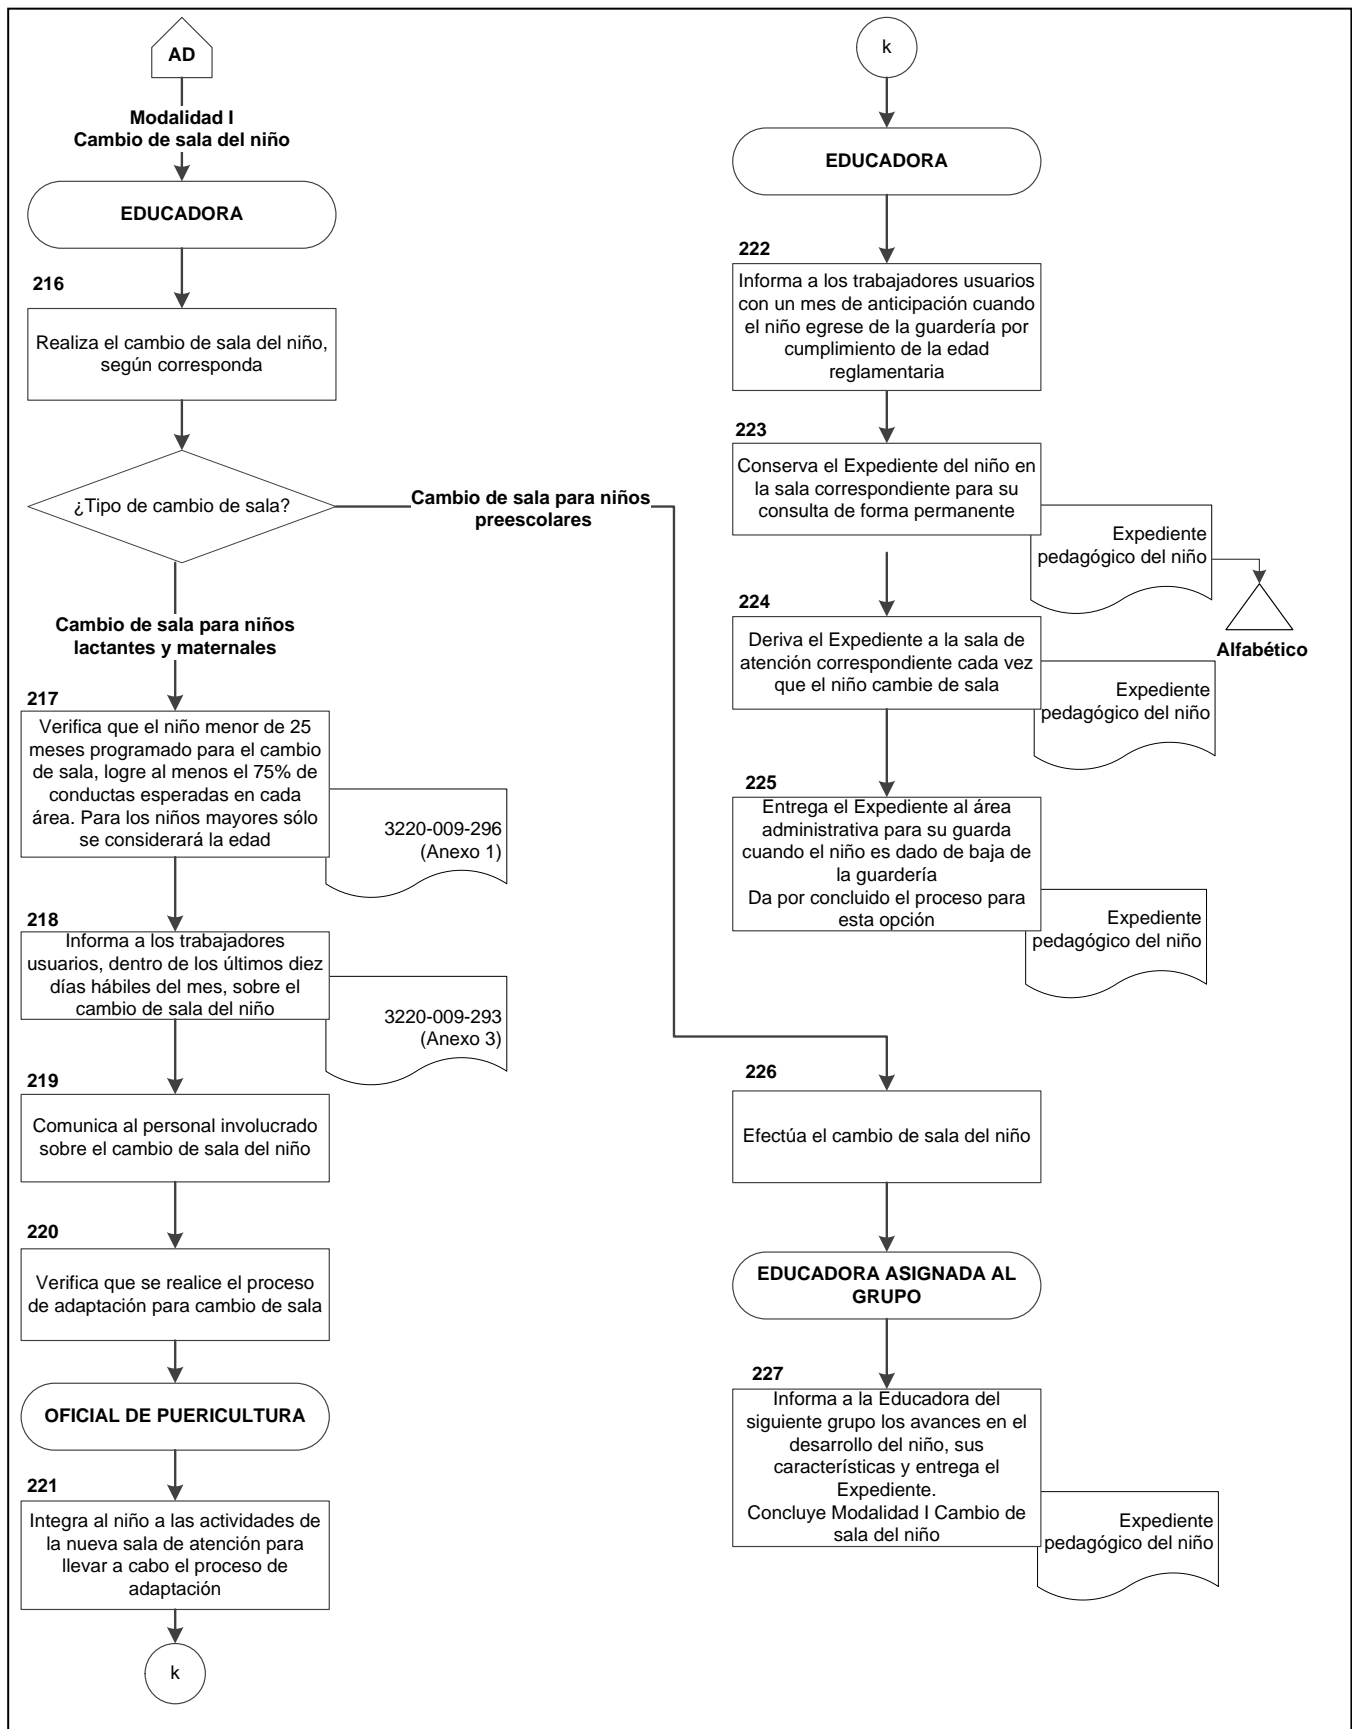 AD
Modalidad I
Cambio de sala del niño
EDUCADORA
216
Realiza el cambio de sala del niño,
según corresponda
¿Tipo de cambio de sala?
Cambio de sala para niños
preescolares
Cambio de sala para niños
lactantes y maternales
217
Verifica que el niño menor de 25
meses programado para el cambio
de sala, logre al menos el 75% de
conductas esperadas en cada
área. Para los niños mayores sólo
se considerará la edad
3220-009-296
(Anexo 1)
218
Informa a los trabajadores
usuarios, dentro de los últimos diez
días hábiles del mes, sobre el
cambio de sala del niño
3220-009-293
(Anexo 3)
219
Comunica al personal involucrado
sobre el cambio de sala del niño
220
Verifica que se realice el proceso
de adaptación para cambio de sala
OFICIAL DE PUERICULTURA
221
Integra al niño a las actividades de
la nueva sala de atención para
llevar a cabo el proceso de
adaptación
k
k
EDUCADORA
222
Informa a los trabajadores usuarios
con un mes de anticipación cuando
el niño egrese de la guardería por
cumplimiento de la edad
reglamentaria
223
Conserva el Expediente del niño en
la sala correspondiente para su
consulta de forma permanente
Expediente
pedagógico del niño
Alfabético
224
Deriva el Expediente a la sala de
atención correspondiente cada vez
que el niño cambie de sala
Expediente
pedagógico del niño
225
Entrega el Expediente al área
administrativa para su guarda
cuando el niño es dado de baja de
la guardería
Da por concluido el proceso para
esta opción
Expediente
pedagógico del niño
226
Efectúa el cambio de sala del niño
EDUCADORA ASIGNADA AL
GRUPO
227
Informa a la Educadora del
siguiente grupo los avances en el
desarrollo del niño, sus
características y entrega el
Expediente.
Concluye Modalidad I Cambio de
sala del niño
Expediente
pedagógico del niño